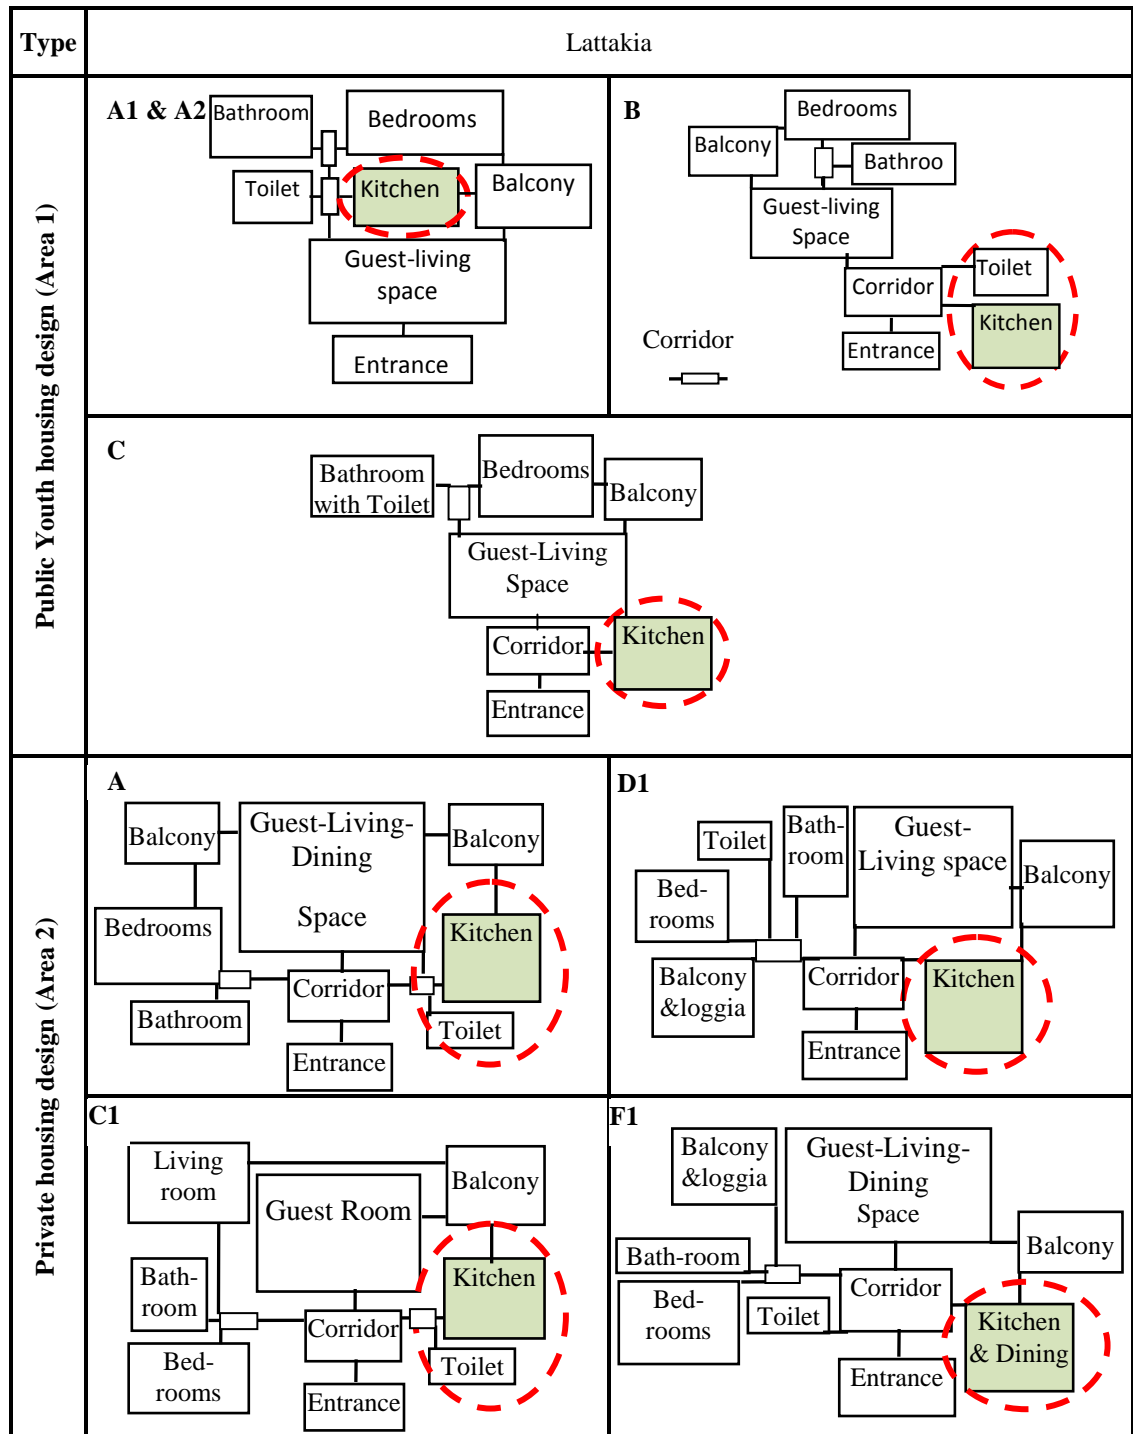 Type
Lattakia
Public Youth housing design (Area 1)
A1 & A2
Bathroom
Bedrooms
Toilet
Kitchen
Balcony
Guest-living
space
Entrance
B
Bedrooms
Balcony
Bathroo
Guest-living
Space
Toilet
Corridor
Kitchen
Entrance
Corridor
C
Bathroom
with Toilet
Bedrooms
Balcony
Guest-Living
Space
Corridor
Kitchen
Entrance
Private housing design (Area 2)
A
Balcony
Guest-Living-
Dining
Space
Balcony
Bedrooms
Kitchen
Corridor
Bathroom
Toilet
Entrance
D1
Toilet
Bath-
room
Guest-
Living space
Balcony
Bed-
rooms
Balcony
&loggia
Corridor
Kitchen
Entrance
C1
Living
room
Balcony
Guest Room
Kitchen
Bath-
room
Corridor
Bed-
rooms
Toilet
Entrance
F1
Balcony
&loggia
Guest-Living-
Dining
Space
Balcony
Bath-room
Corridor
Bed-
rooms
Toilet
Kitchen
& Dining
Entrance